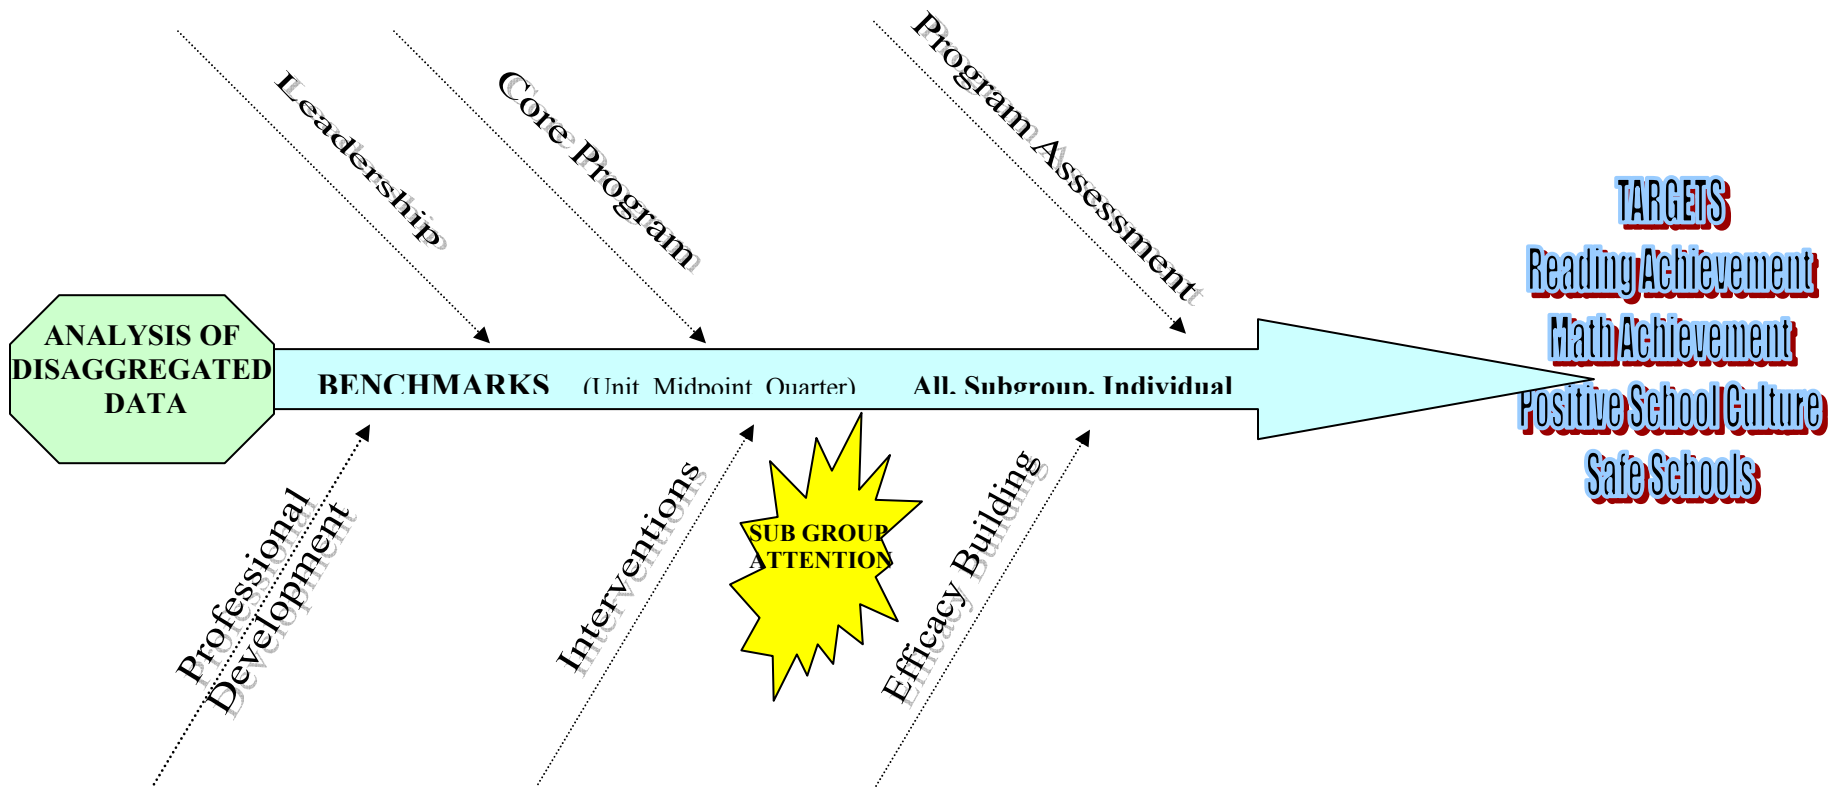 Leadership
Core Program
Program Assessment
TARGETS
Reading Achievement
Math Achievement
Positive School Culture
Safe Schools
ANALYSIS OF
DISAGGREGATED
DATA
BENCHMARKS (Unit, Midpoint, Quarter) All, Subgroup, Individual
Professional
Development
Interventions
SUB GROUP
ATTENTION
Efficacy Building